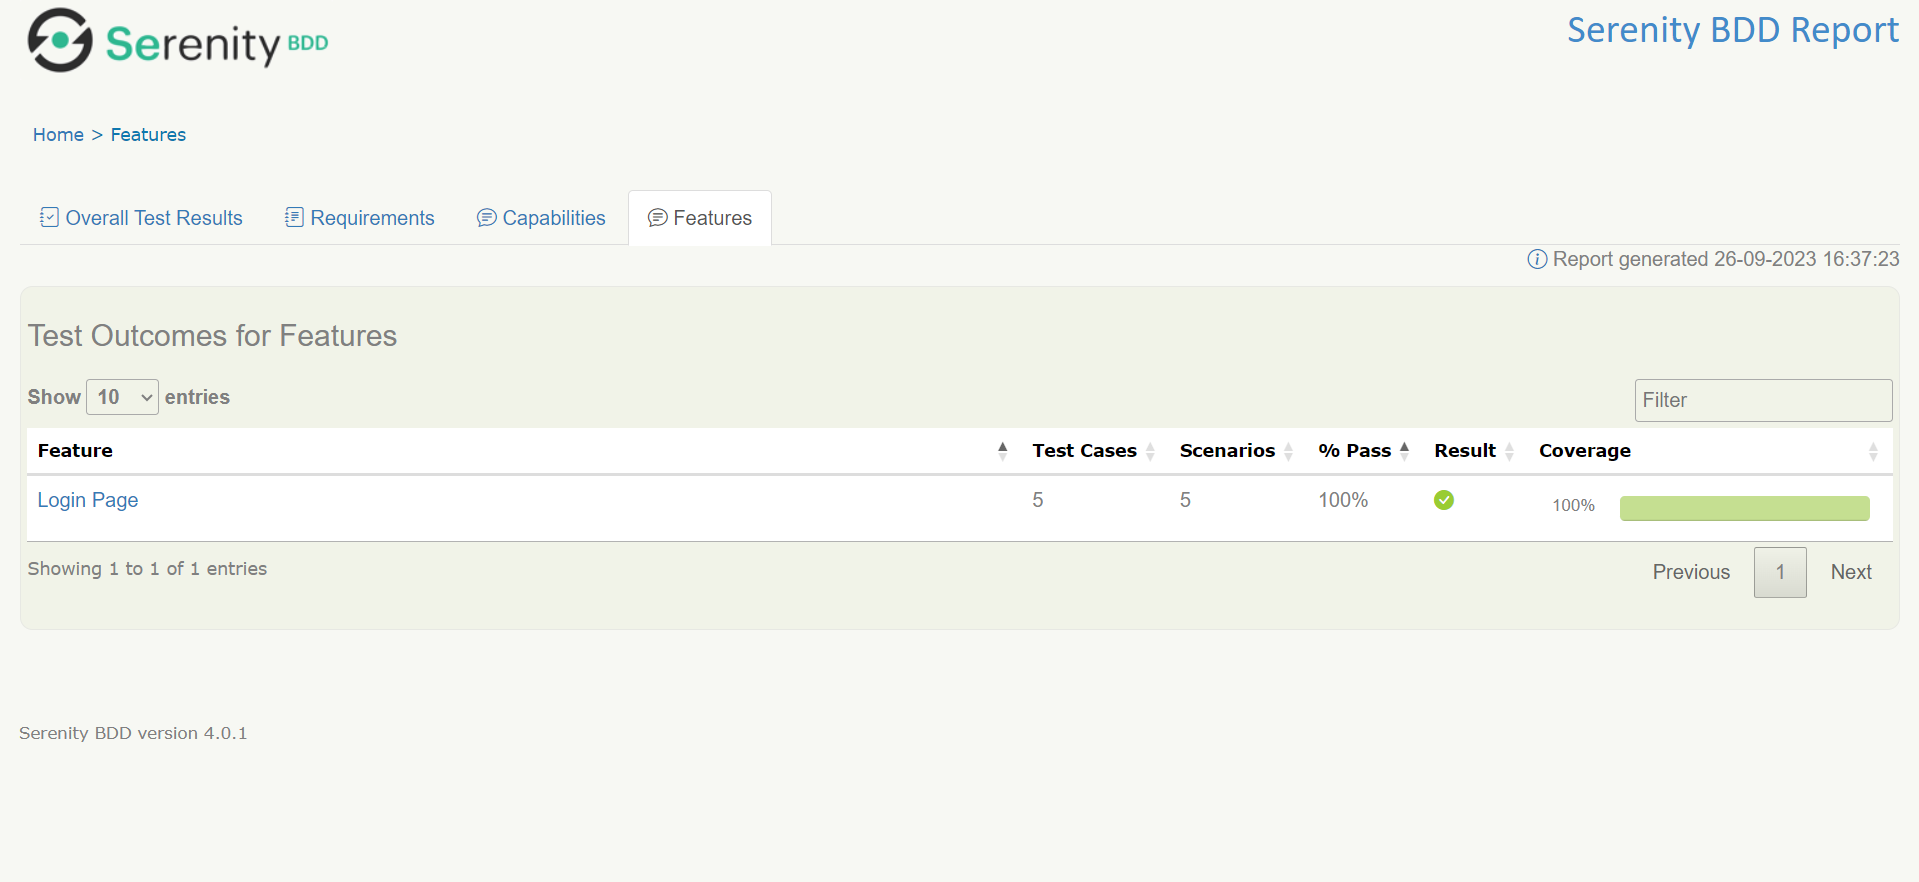 Serenity BDD
Serenity BDD Report
Home > Features
Overall Test Results Requirements Capabilities Features
Report generated 26-09-2023 16:37:23
Test Outcomes for Features
Show 10 entries
Filter
Feature Test Cases Scenarios % Pass Result Coverage
Login Page 5 5 100% 100%
Showing 1 to 1 of 1 entries
Previous 1 Next
Serenity BDD version 4.0.1